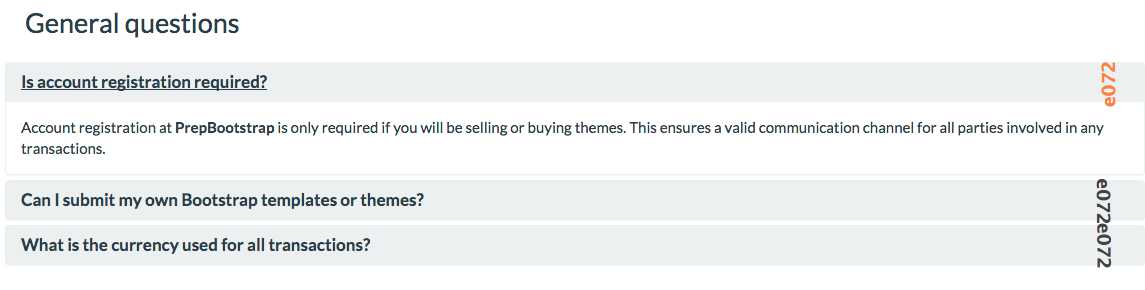 General questions
Is account registration required?
e072
Account registration at PrepBootstrap is only required if you will be selling or buying themes. This ensures a valid communication channel for all parties involved in any
transactions.
Can I submit my own Bootstrap templates or themes?
e072
What is the currency used for all transactions?
e072